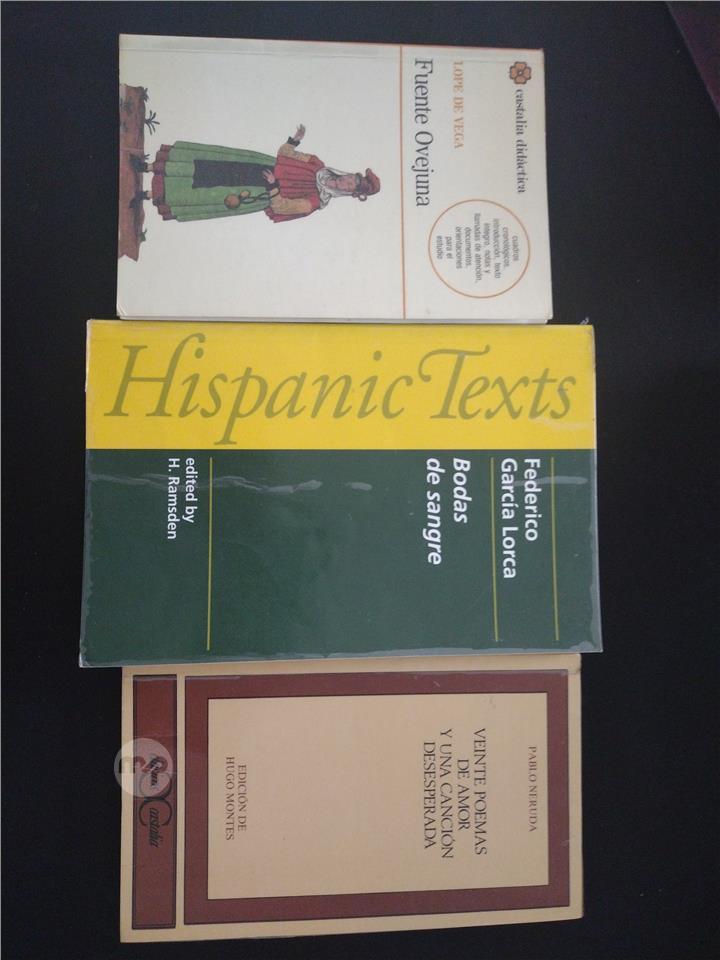 castalia didáctica
LOPE DE VEGA
Fuente Ovejuna
cuadros
cronológicos,
introducción, texto
íntegro, notas y
llamadas de atención,
documentos,
orientaciones
para el
estudio
Hispanic Texts
Federico
García Lorca
Bodas
de sangre
edited by
H. Ramsden
PABLO NERUDA
VEINTE POEMAS
DE AMOR
Y UNA CANCIÓN
DESESPERADA
EDICIÓN DE
HUGO MONTES
Castalia